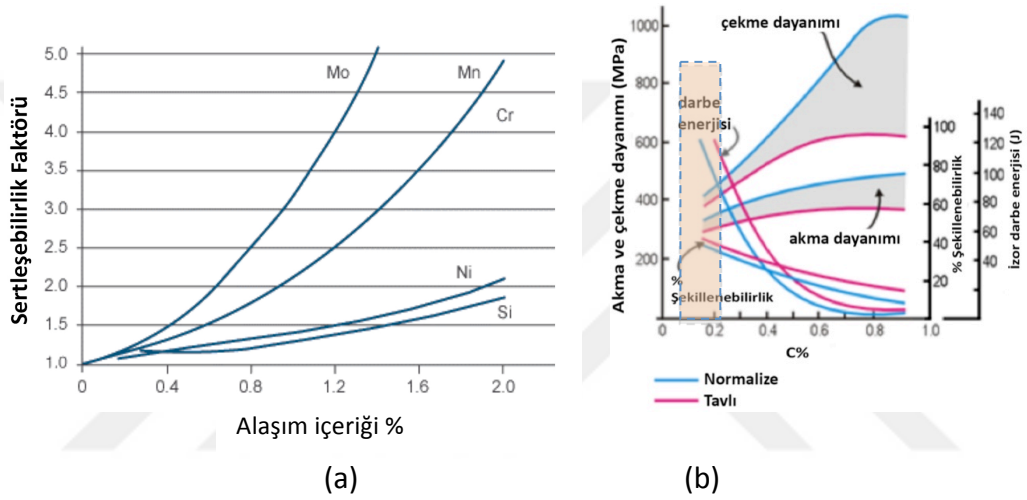 (a)
Sertleşebilirlik Faktörü
5.0
4.5
4.0
3.5
3.0
2.5
2.0
1.5
1.0
Mo
Mn
Cr
Ni
Si
0
0.4
0.8
1.2
1.6
2.0
Alaşım içeriği %
(a)
(b)
Akma ve çekme dayanımı (MPa)
1000
800
600
400
200
0
çekme dayanımı
darbe
enerjisi
akma dayanımı
%
Şekillenebilirlik
0
0.2
0.4
0.6
0.8
1.0
C%
100
80
60
40
20
% Şekillenebilirlik
140
120
100
80
60
40
İzor darbe enerjisi (J)
Normalize
Tavlı
(b)